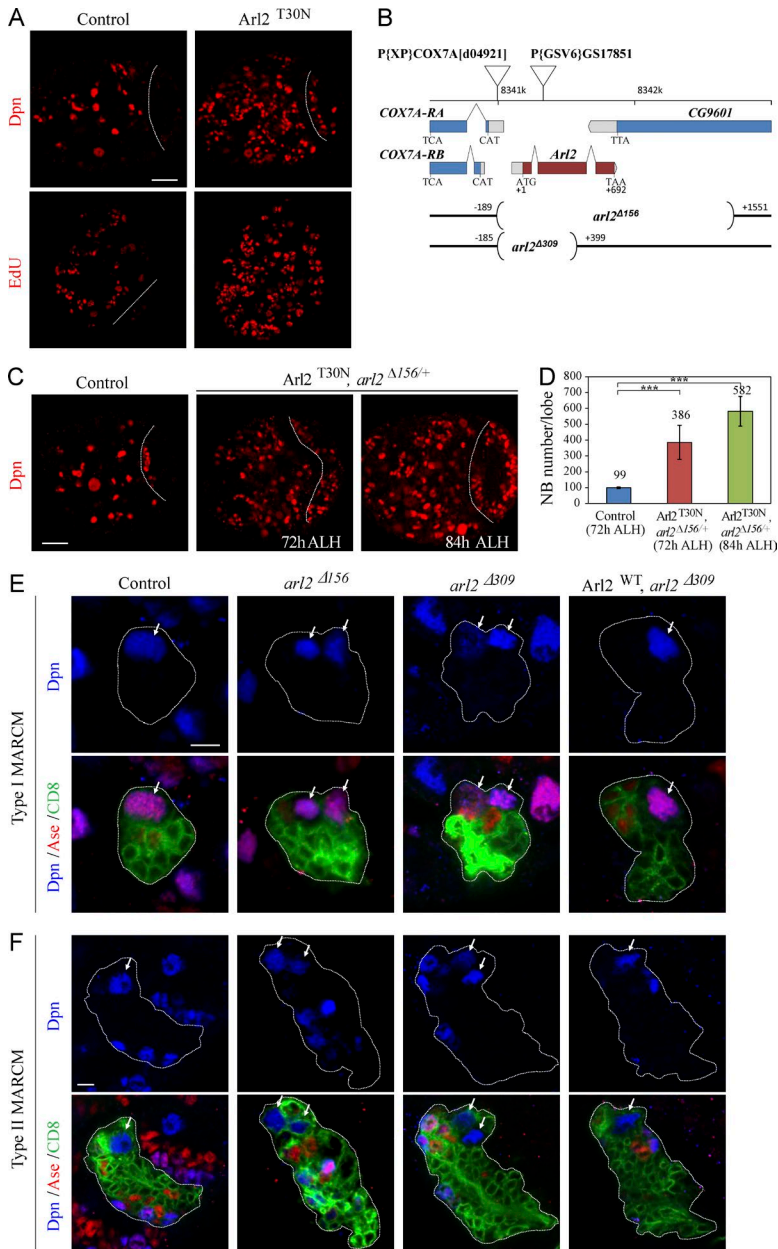 A
Control
Arl2 T30N
Dpn
EdU
B
P{XP}COX7A[d04921]
P{GSV6}GS17851
8341k
8342k
COX7A-RA
CG9601
TCA
CAT
TTA
COX7A-RB
Arl2
TCA
CAT
ATG
TAA
+1
+692
-189
arl2Δ156
+1551
-185
arl2Δ309
+399
C
Control
Arl2 T30N, arl2 Δ156/+
Dpn
72h ALH
84h ALH
D
NB number/lobe
800
700
600
500
400
300
200
100
0
***
***
99
386
582
Control
(72h ALH)
Arl2T30N,
arl2Δ156/+
(72h ALH)
Arl2T30N,
arl2Δ156/+
(84h ALH)
E
Control
arl2 Δ156
arl2 Δ309
Arl2 WT, arl2 Δ309
Type I MARCM
Dpn
Dpn/Ase/CD8
F
Type II MARCM
Dpn
Dpn/Ase/CD8